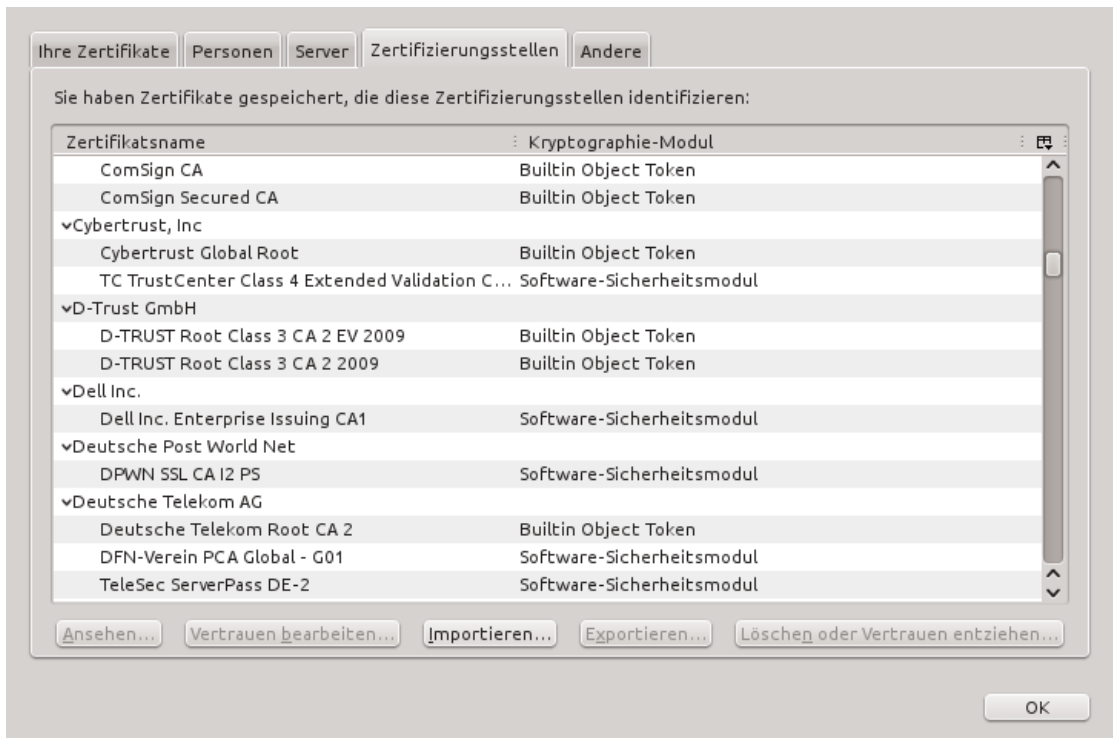 Ihre Zertifikate Personen Server Zertifizierungsstellen Andere
Sie haben Zertifikate gespeichert, die diese Zertifizierungsstellen identifizieren:
Zertifikatsname Kryptographie-Modul
ComSign CA Builtin Object Token
ComSign Secured CA Builtin Object Token
Cybertrust, Inc
Cybertrust Global Root Builtin Object Token
TC TrustCenter Class 4 Extended Validation C... Software-Sicherheitsmodul
D-Trust GmbH
D-TRUST Root Class 3 CA 2 EV 2009 Builtin Object Token
D-TRUST Root Class 3 CA 2 2009 Builtin Object Token
Dell Inc.
Dell Inc. Enterprise Issuing CA1 Software-Sicherheitsmodul
Deutsche Post World Net
DPWN SSL CA I2 PS Software-Sicherheitsmodul
Deutsche Telekom AG
Deutsche Telekom Root CA 2 Builtin Object Token
DFN-Verein PCA Global - G01 Software-Sicherheitsmodul
TeleSec ServerPass DE-2 Software-Sicherheitsmodul
Ansehen... Vertrauen bearbeiten... Importieren... Exportieren... Löschen oder Vertrauen entziehen...
OK